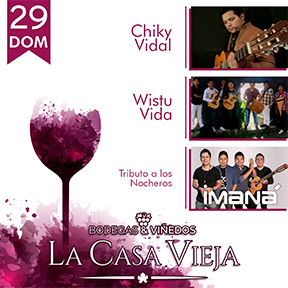 29
DOM
Chiky
Vidal
Wistu
Vida
Tributo a los
Nocheros
imaná
BODEGAS & VIÑEDOS
LA CASA VIEJA